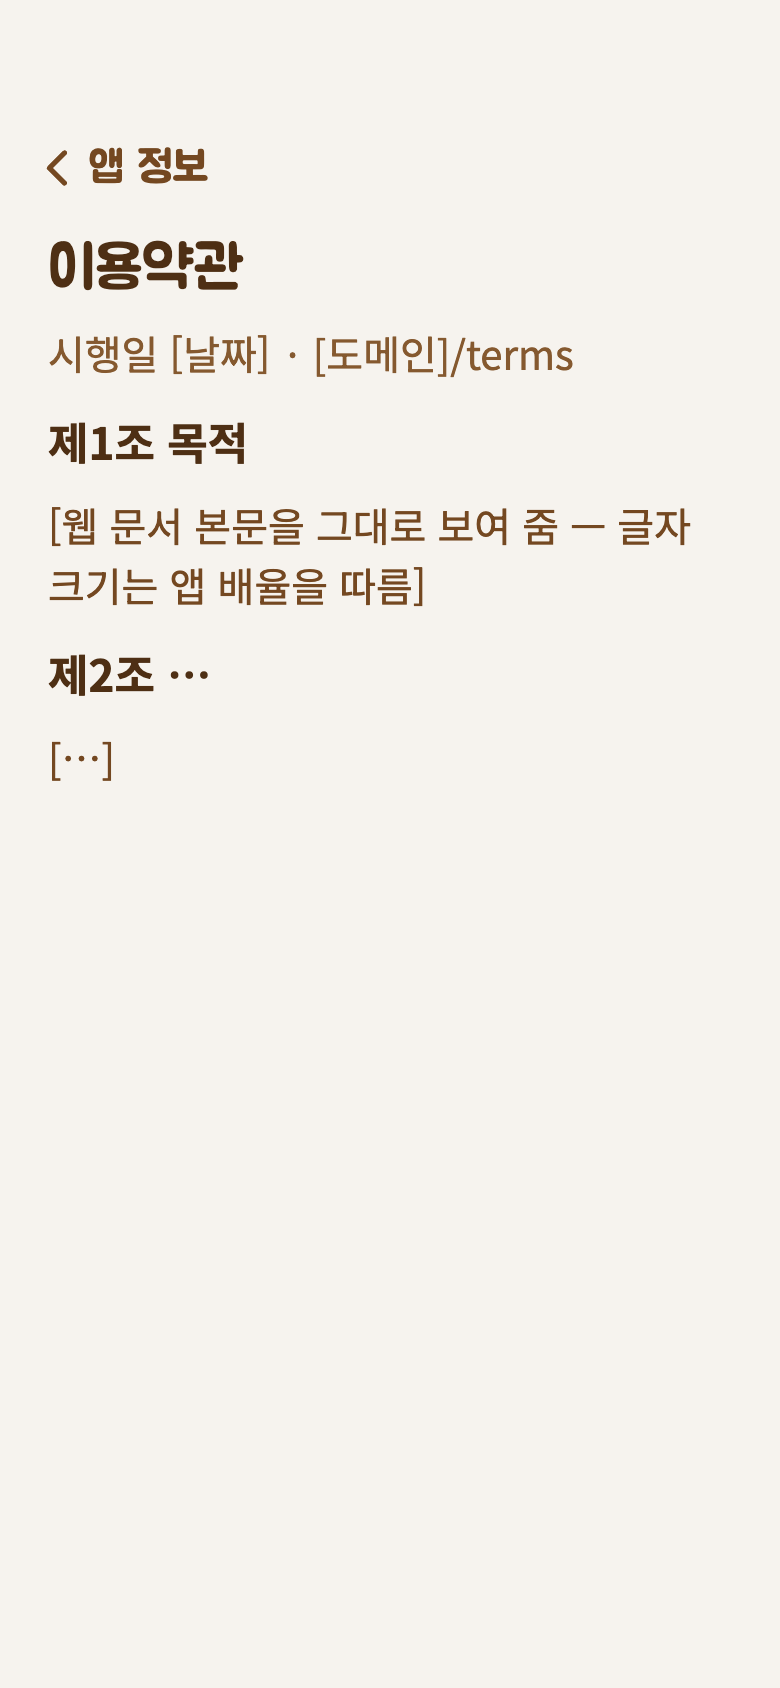 앱 정보
이용약관
시행일 [날짜] · [도메인]/terms
제1조 목적
[웹 문서 본문을 그대로 보여 줌 — 글자
크기는 앱 배율을 따름]
제2조 …
[…]